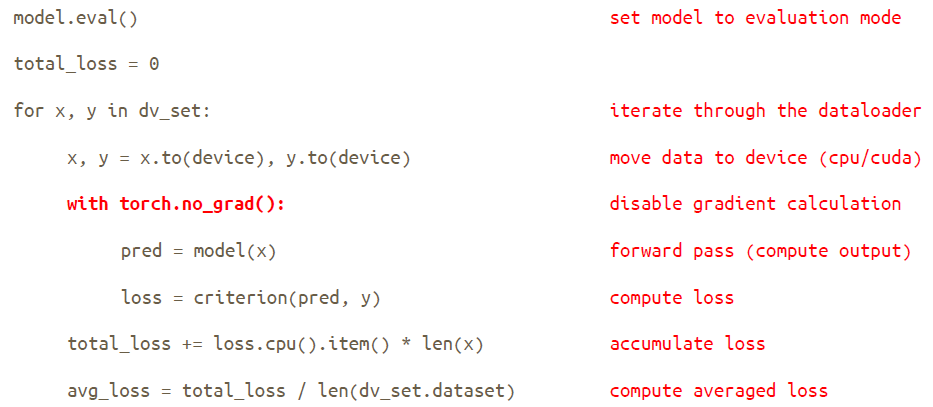 model.eval() set model to evaluation mode
total_loss = 0
for x, y in dv_set: iterate through the dataloader
x, y = x.to(device), y.to(device) move data to device (cpu/cuda)
with torch.no_grad(): disable gradient calculation
pred = model(x) forward pass (compute output)
loss = criterion(pred, y) compute loss
total_loss += loss.cpu().item() * len(x) accumulate loss
avg_loss = total_loss / len(dv_set.dataset) compute averaged loss